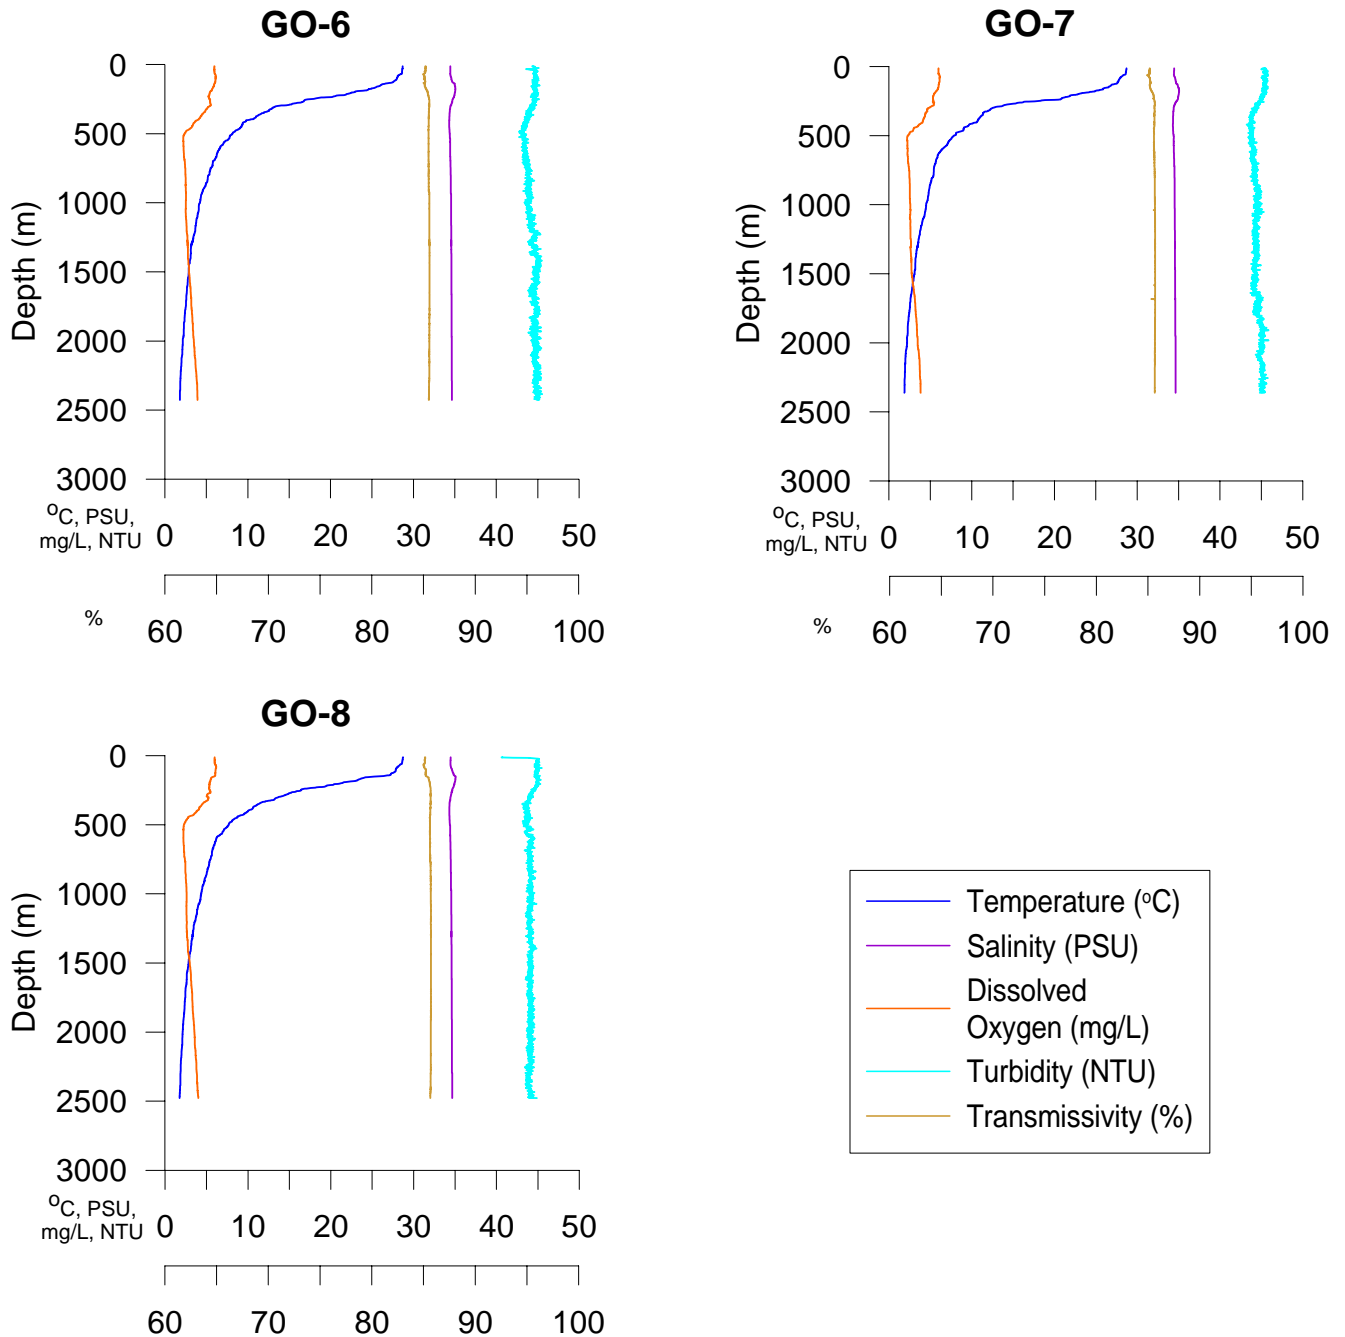 GO-6
0
500
1000
1500
2000
2500
3000
Depth (m)
oC, PSU,
mg/L, NTU
0 10 20 30 40 50
%
60 70 80 90 100
GO-7
0
500
1000
1500
2000
2500
3000
Depth (m)
oC, PSU,
mg/L, NTU
0 10 20 30 40 50
%
60 70 80 90 100
GO-8
0
500
1000
1500
2000
2500
3000
Depth (m)
oC, PSU,
mg/L, NTU
0 10 20 30 40 50
60 70 80 90 100
Temperature (oC)
Salinity (PSU)
Dissolved
Oxygen (mg/L)
Turbidity (NTU)
Transmissivity (%)